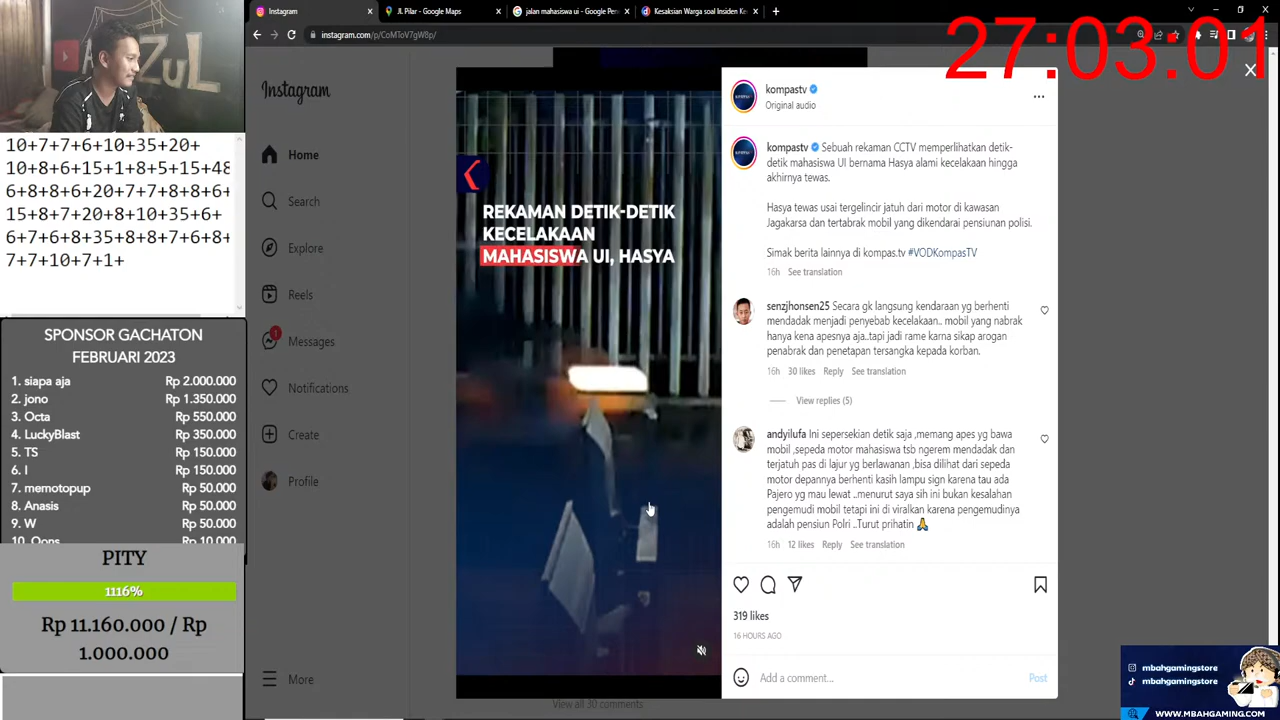 Instagram
JL Pilar - Google Maps
jalan mahasiswa ui - Google Pen
Kesaksian Warga soal Insiden Ke
instagram.com/p/CoMToV7gW8p/
27:03:01
10+7+7+6+10+35+20+
10+8+6+15+1+8+5+15+48
6+8+8+6+20+7+7+8+8+6+
15+8+7+20+8+10+35+6+
6+7+6+8+35+8+8+7+6+8+
7+7+10+7+1+
SPONSOR GACHATON
FEBRUARI 2023
1. siapa aja Rp 2.000.000
2. jono Rp 1.350.000
3. Octa Rp 550.000
4. LuckyBlast Rp 350.000
5. TS Rp 150.000
6. I Rp 150.000
7. memotopup Rp 50.000
8. Anasis Rp 50.000
9. W Rp 50.000
10. Oops Rp 10.000
PITY
1116%
Rp 11.160.000 / Rp
1.000.000
Instagram
Home
Search
Explore
Reels
1
Messages
Notifications
Create
Profile
More
REKAMAN DETIK-DETIK
KECELAKAAN
MAHASISWA UI, HASYA
kompastv
Original audio
kompastv Sebuah rekaman CCTV memperlihatkan detik-
detik mahasiswa UI bernama Hasya alami kecelakaan hingga
akhirnya tewas.
Hasya tewas usai tergelincir jatuh dari motor di kawasan
Jagakarsa dan tertabrak mobil yang dikendarai pensiunan polisi.
Simak berita lainnya di kompas.tv #VODKompasTV
16h See translation
senzjhonsen25 Secara gk langsung kendaraan yg berhenti
mendadak menjadi penyebab kecelakaan.. mobil yang nabrak
hanya kena apesnya aja..tapi jadi rame karna sikap arogan
penabrak dan penetapan tersangka kepada korban.
16h 30 likes Reply See translation
View replies (5)
andyilufa Ini sepersekian detik saja ,memang apes yg bawa
mobil ,sepeda motor mahasiswa tsb ngerem mendadak dan
terjatuh pas di lajur yg berlawanan ,bisa dilihat dari sepeda
motor depannya berhenti kasih lampu sign karena tau ada
Pajero yg mau lewat ..menurut saya sih ini bukan kesalahan
pengemudi mobil tetapi ini di viralkan karena pengemudinya
adalah pensiun Polri ..Turut prihatin 🙏
16h 12 likes Reply See translation
319 likes
16 HOURS AGO
Add a comment...
Post
View all 30 comments
mbahgamingstore
mbahgamingstore
WWW.MBAHGAMING.COM